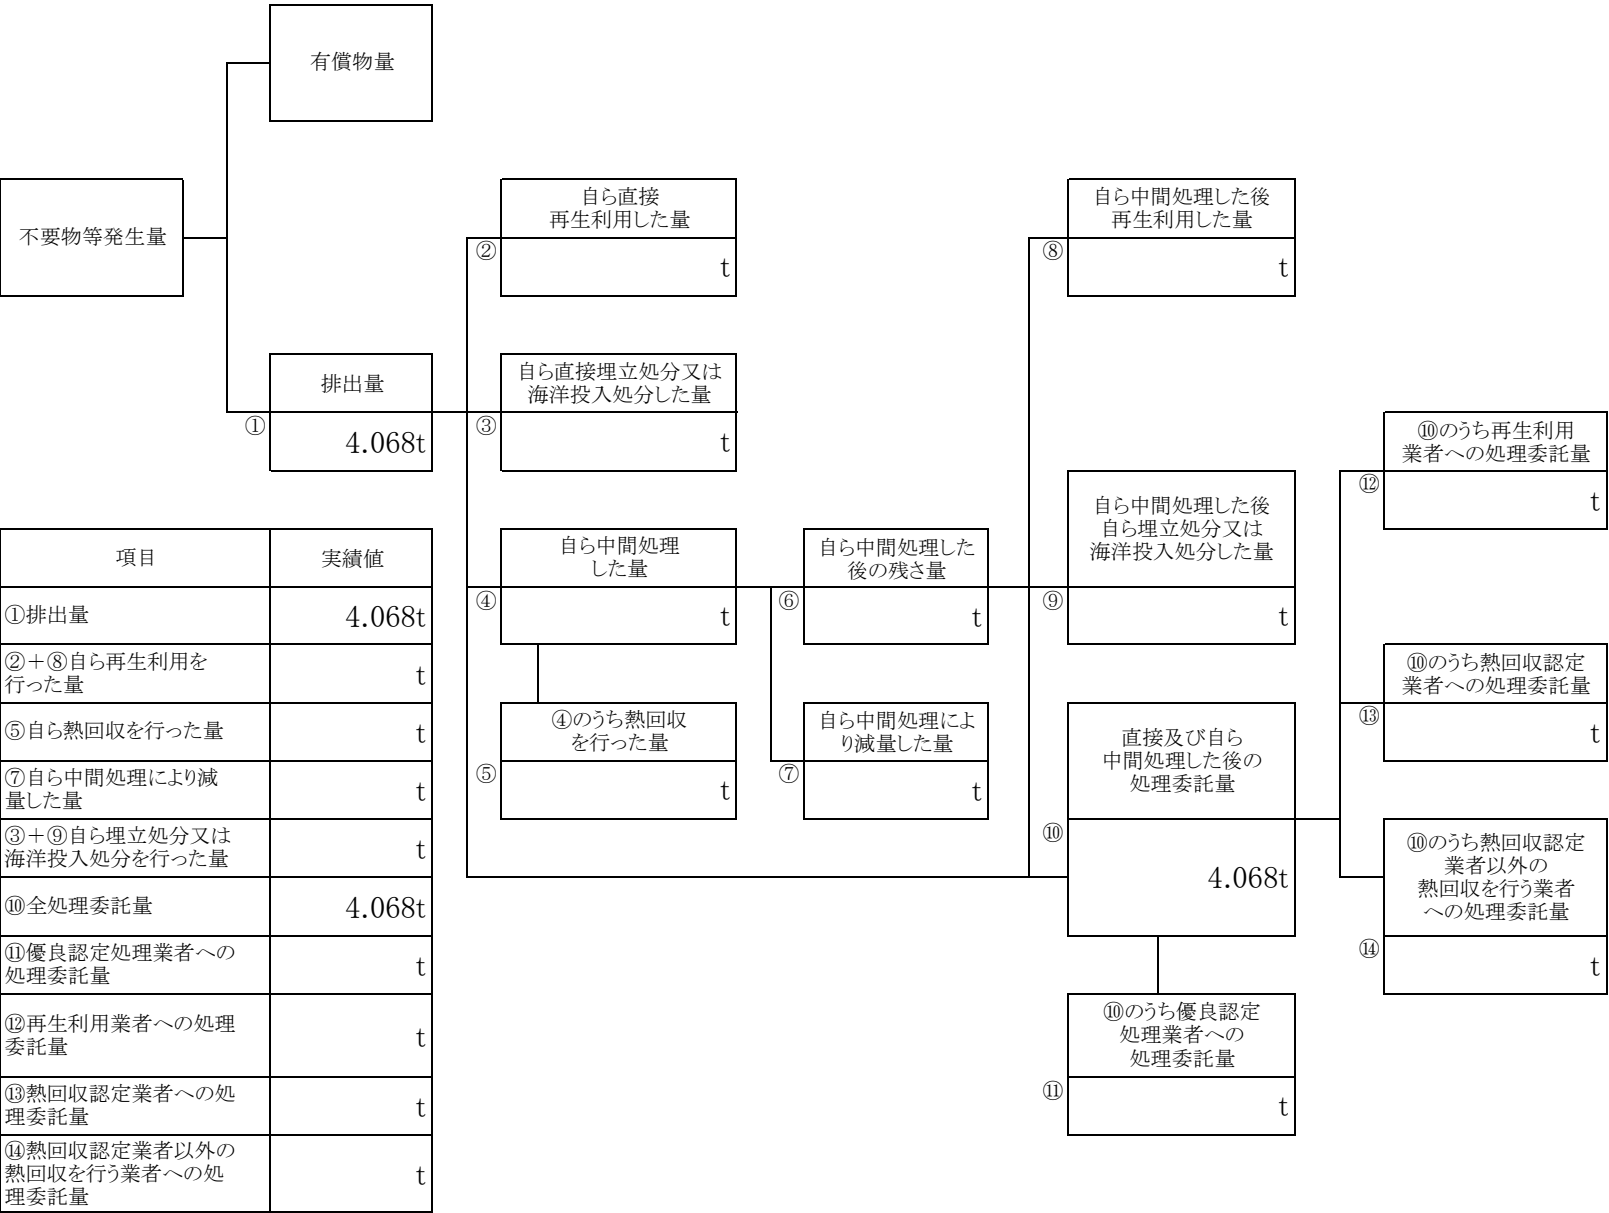 有償物量
不要物等発生量
自ら直接
再生利用した量
②
t
自ら中間処理した後
再生利用した量
⑧
t
排出量
①
4.068t
自ら直接埋立処分又は
海洋投入処分した量
③
t
⑩のうち再生利用
業者への処理委託量
⑫
t
自ら中間処理
した量
④
t
自ら中間処理した
後の残さ量
⑥
t
自ら中間処理した後
自ら埋立処分又は
海洋投入処分した量
⑨
t
⑩のうち熱回収認定
業者への処理委託量
⑬
t
④のうち熱回収
を行った量
⑤
t
自ら中間処理によ
り減量した量
⑦
t
直接及び自ら
中間処理した後の
処理委託量
⑩
4.068t
⑩のうち熱回収認定
業者以外の
熱回収を行う業者
への処理委託量
⑭
t
⑩のうち優良認定
処理業者への
処理委託量
⑪
t
項目
実績値
①排出量
4.068t
②＋⑧自ら再生利用を
行った量
t
⑤自ら熱回収を行った量
t
⑦自ら中間処理により減
量した量
t
③＋⑨自ら埋立処分又は
海洋投入処分を行った量
t
⑩全処理委託量
4.068t
⑪優良認定処理業者への
処理委託量
t
⑫再生利用業者への処理
委託量
t
⑬熱回収認定業者への処
理委託量
t
⑭熱回収認定業者以外の
熱回収を行う業者への処
理委託量
t